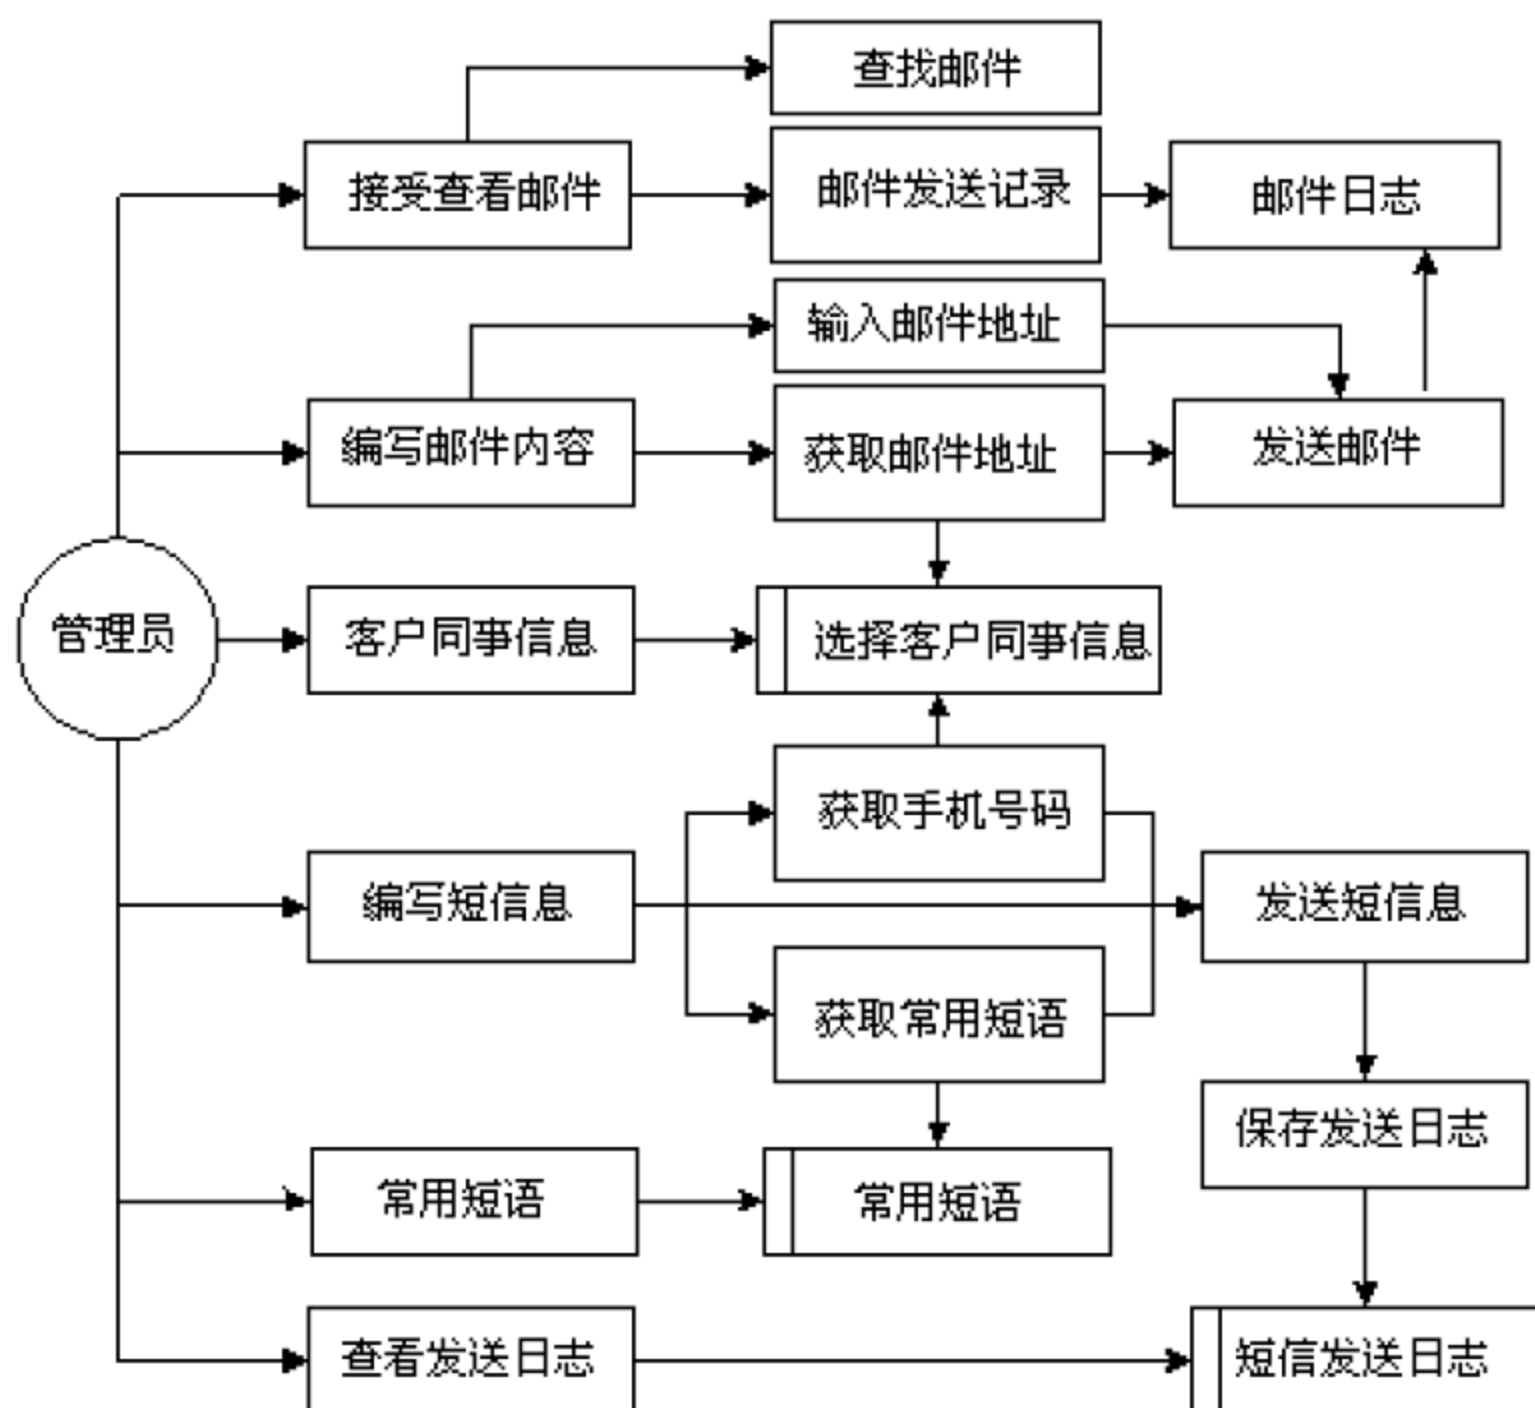 查找邮件
接受查看邮件
邮件发送记录
邮件日志
输入邮件地址
编写邮件内容
获取邮件地址
发送邮件
管理员
客户同事信息
选择客户同事信息
获取手机号码
编写短信息
发送短信息
获取常用短语
保存发送日志
常用短语
常用短语
查看发送日志
短信发送日志